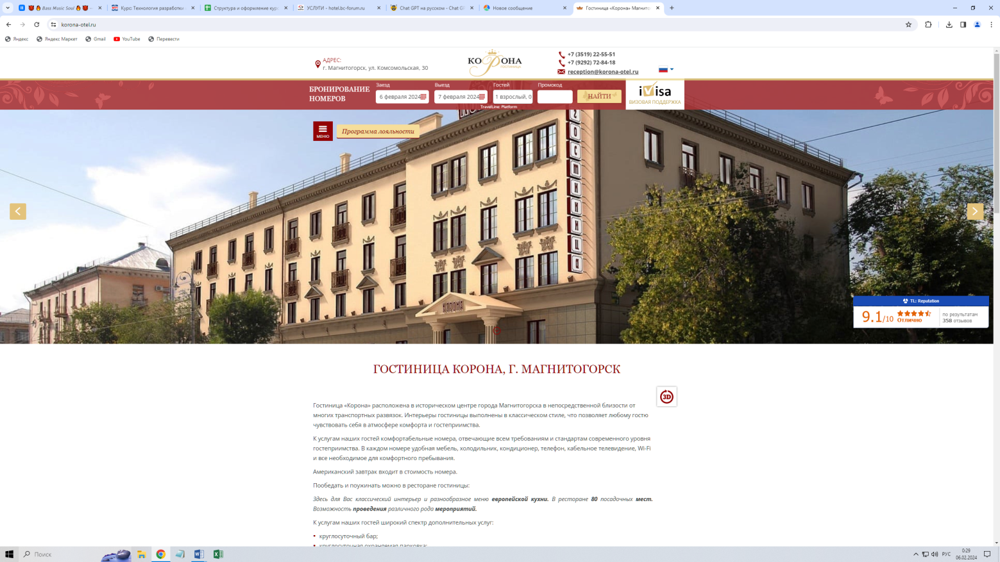 Bass Music Soul
Курс: Технология разработки
Структура и оформление кур
УСЛУГИ - hotel.bc-forum.ru
Chat GPT на русском - Chat G
Новое сообщение
Гостиница «Корона» Магнито
korona-otel.ru
Яндекс
Яндекс Маркет
Gmail
YouTube
Перевести
АДРЕС:
г. Магнитогорск, ул. Комсомольская, 30
КОРОНА
ГОСТИНИЦА
+7 (3519) 22-55-51
+7 (9292) 72-84-18
reception@korona-otel.ru
БРОНИРОВАНИЕ
НОМЕРОВ
Заезд
6 февраля 2024
Выезд
7 февраля 2024
Гостей
1 взрослый, 0
Промокод
НАЙТИ
TravelLine: Platform
iVisa
ВИЗОВАЯ ПОДДЕРЖКА
МЕНЮ
Программа лояльности
ГОСТИНИЦА
КОРОНА
TL: Reputation
9.1/10
Отлично
по результатам
358 отзывов
ГОСТИНИЦА КОРОНА, Г. МАГНИТОГОРСК
3D
Гостиница «Корона» расположена в историческом центре города Магнитогорска в непосредственной близости от
многих транспортных развязок. Интерьеры гостиницы выполнены в классическом стиле, что позволяет любому гостю
чувствовать себя в атмосфере комфорта и гостеприимства.
К услугам наших гостей комфортабельные номера, отвечающие всем требованиям и стандартам современного уровня
гостеприимства. В каждом номере удобная мебель, холодильник, кондиционер, телефон, кабельное телевидение, Wi-Fi
и все необходимое для комфортного пребывания.
Американский завтрак входит в стоимость номера.
Пообедать и поужинать можно в ресторане гостиницы:
Здесь для Вас классический интерьер и разнообразное меню европейской кухни. В ресторане 80 посадочных мест.
Возможность проведения различного рода мероприятий.
К услугам наших гостей широкий спектр дополнительных услуг:
• круглосуточный бар;
• круглосуточная охраняемая парковка;
Поиск
РУС
0:29
06.02.2024